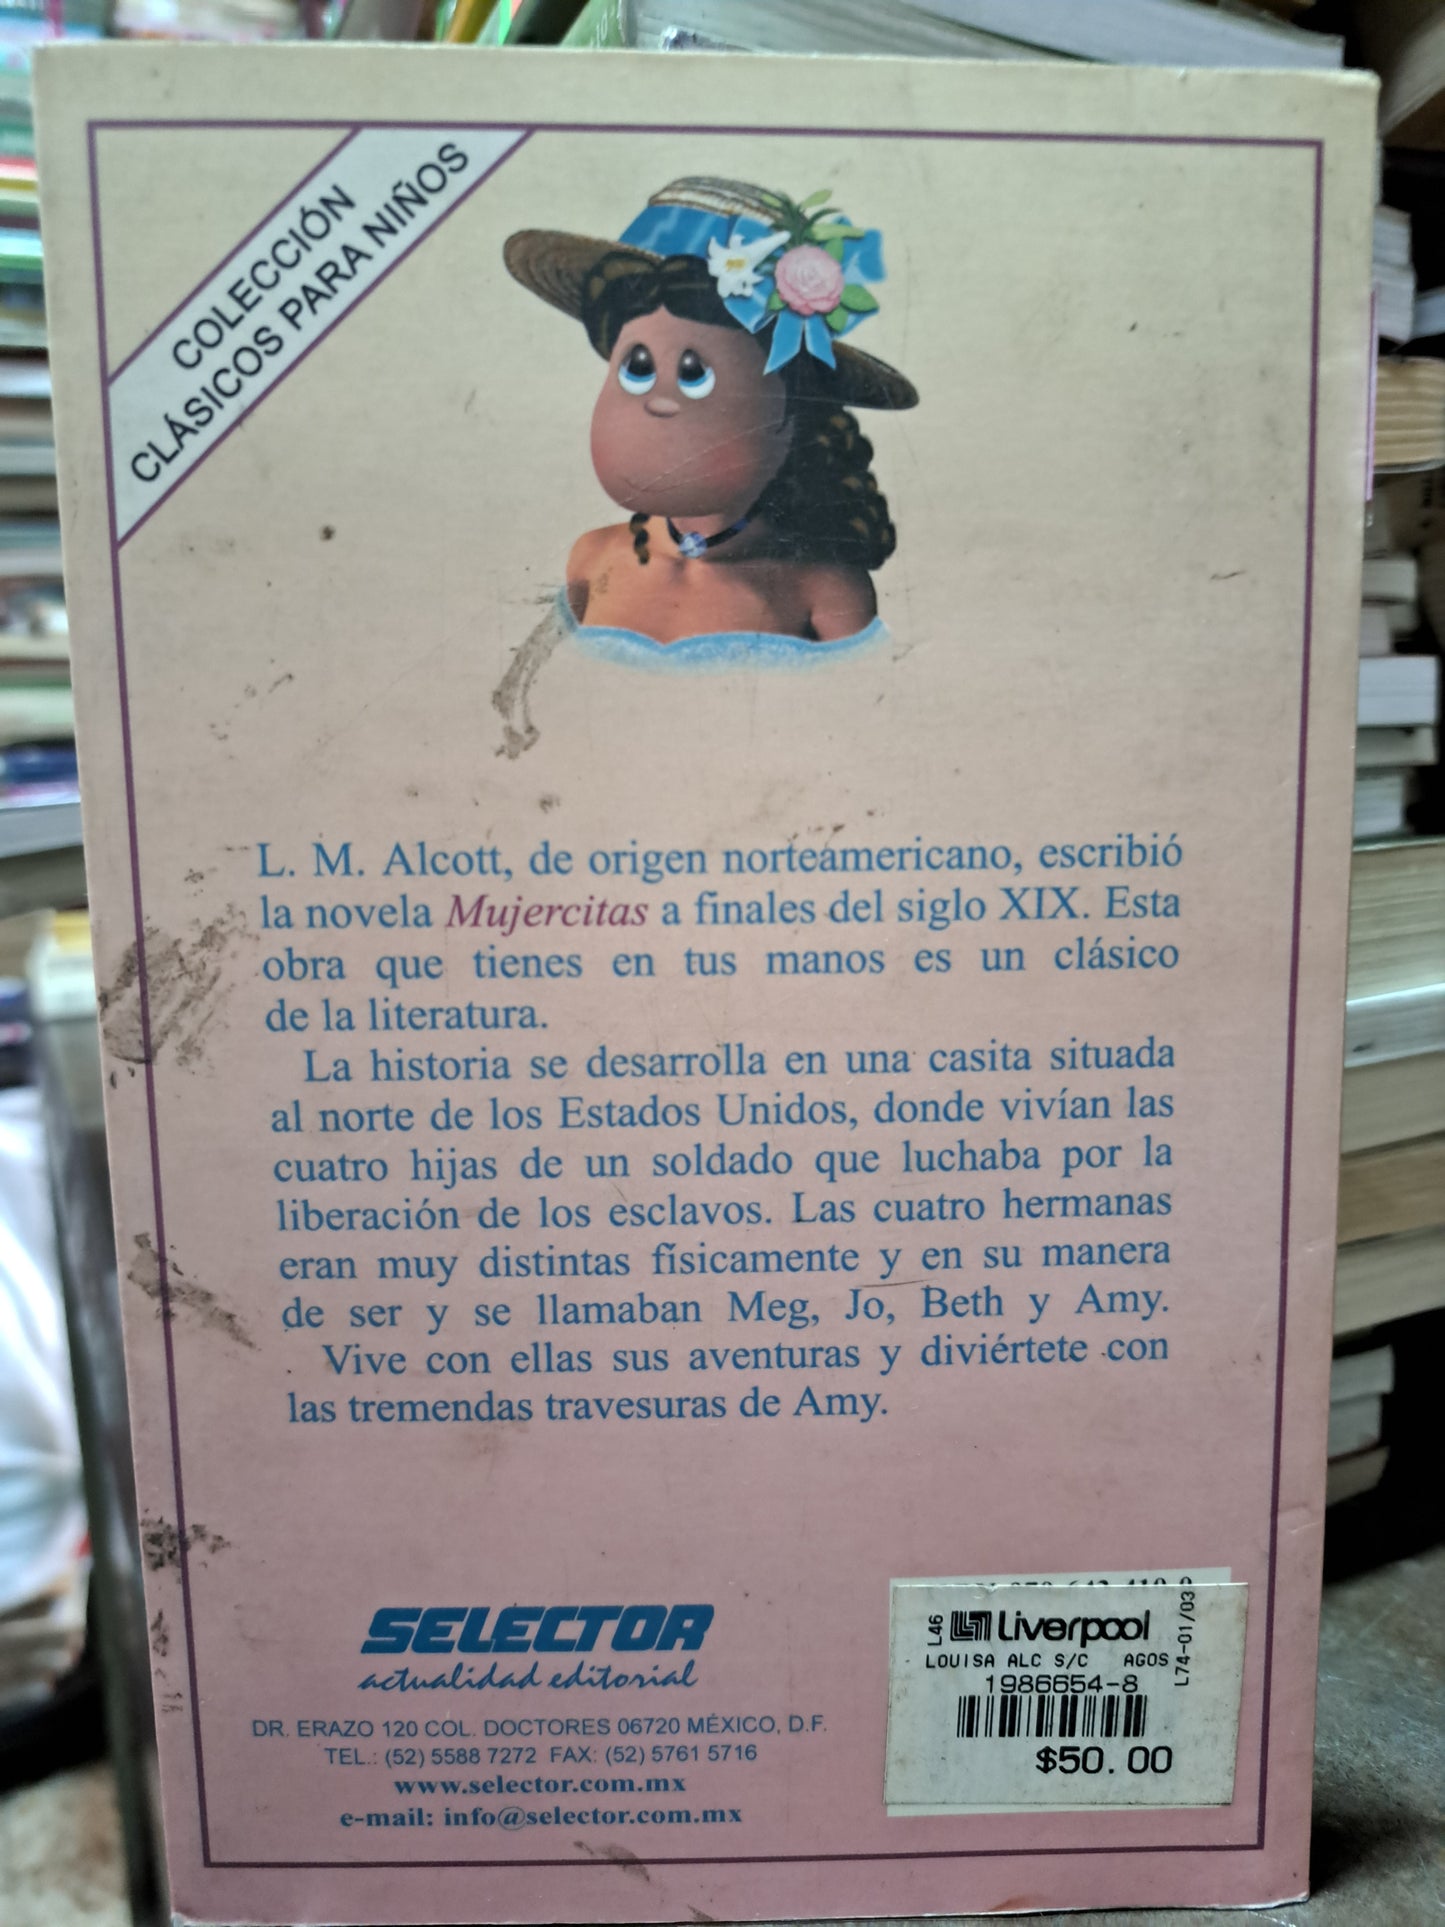 COLECCIÓN
CLÁSICOS PARA NIÑOS
L. M. Alcott, de origen norteamericano, escribió
la novela Mujercitas a finales del siglo XIX. Esta
obra que tienes en tus manos es un clásico
de la literatura.
La historia se desarrolla en una casita situada
al norte de los Estados Unidos, donde vivían las
cuatro hijas de un soldado que luchaba por la
liberación de los esclavos. Las cuatro hermanas
eran muy distintas físicamente y en su manera
de ser y se llamaban Meg, Jo, Beth y Amy.
Vive con ellas sus aventuras y diviértete con
las tremendas travesuras de Amy.
SELECTOR
actualidad editorial
DR. ERAZO 120 COL. DOCTORES 06720 MÉXICO, D.F.
TEL.: (52) 5588 7272 FAX: (52) 5761 5716
www.selector.com.mx
e-mail: info@selector.com.mx
L46
Liverpool
LOUISA ALC S/C AGOS
1986654-8
$50.00
L74-01/03